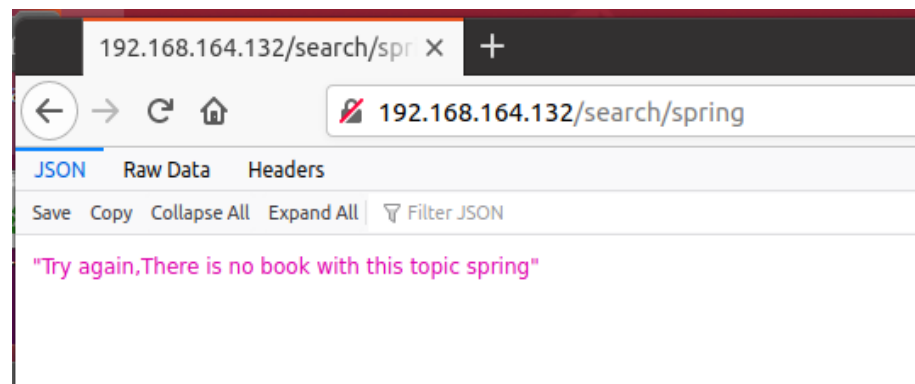 192.168.164.132/search/spr
192.168.164.132/search/spring
JSON Raw Data Headers
Save Copy Collapse All Expand All Filter JSON
"Try again,There is no book with this topic spring"